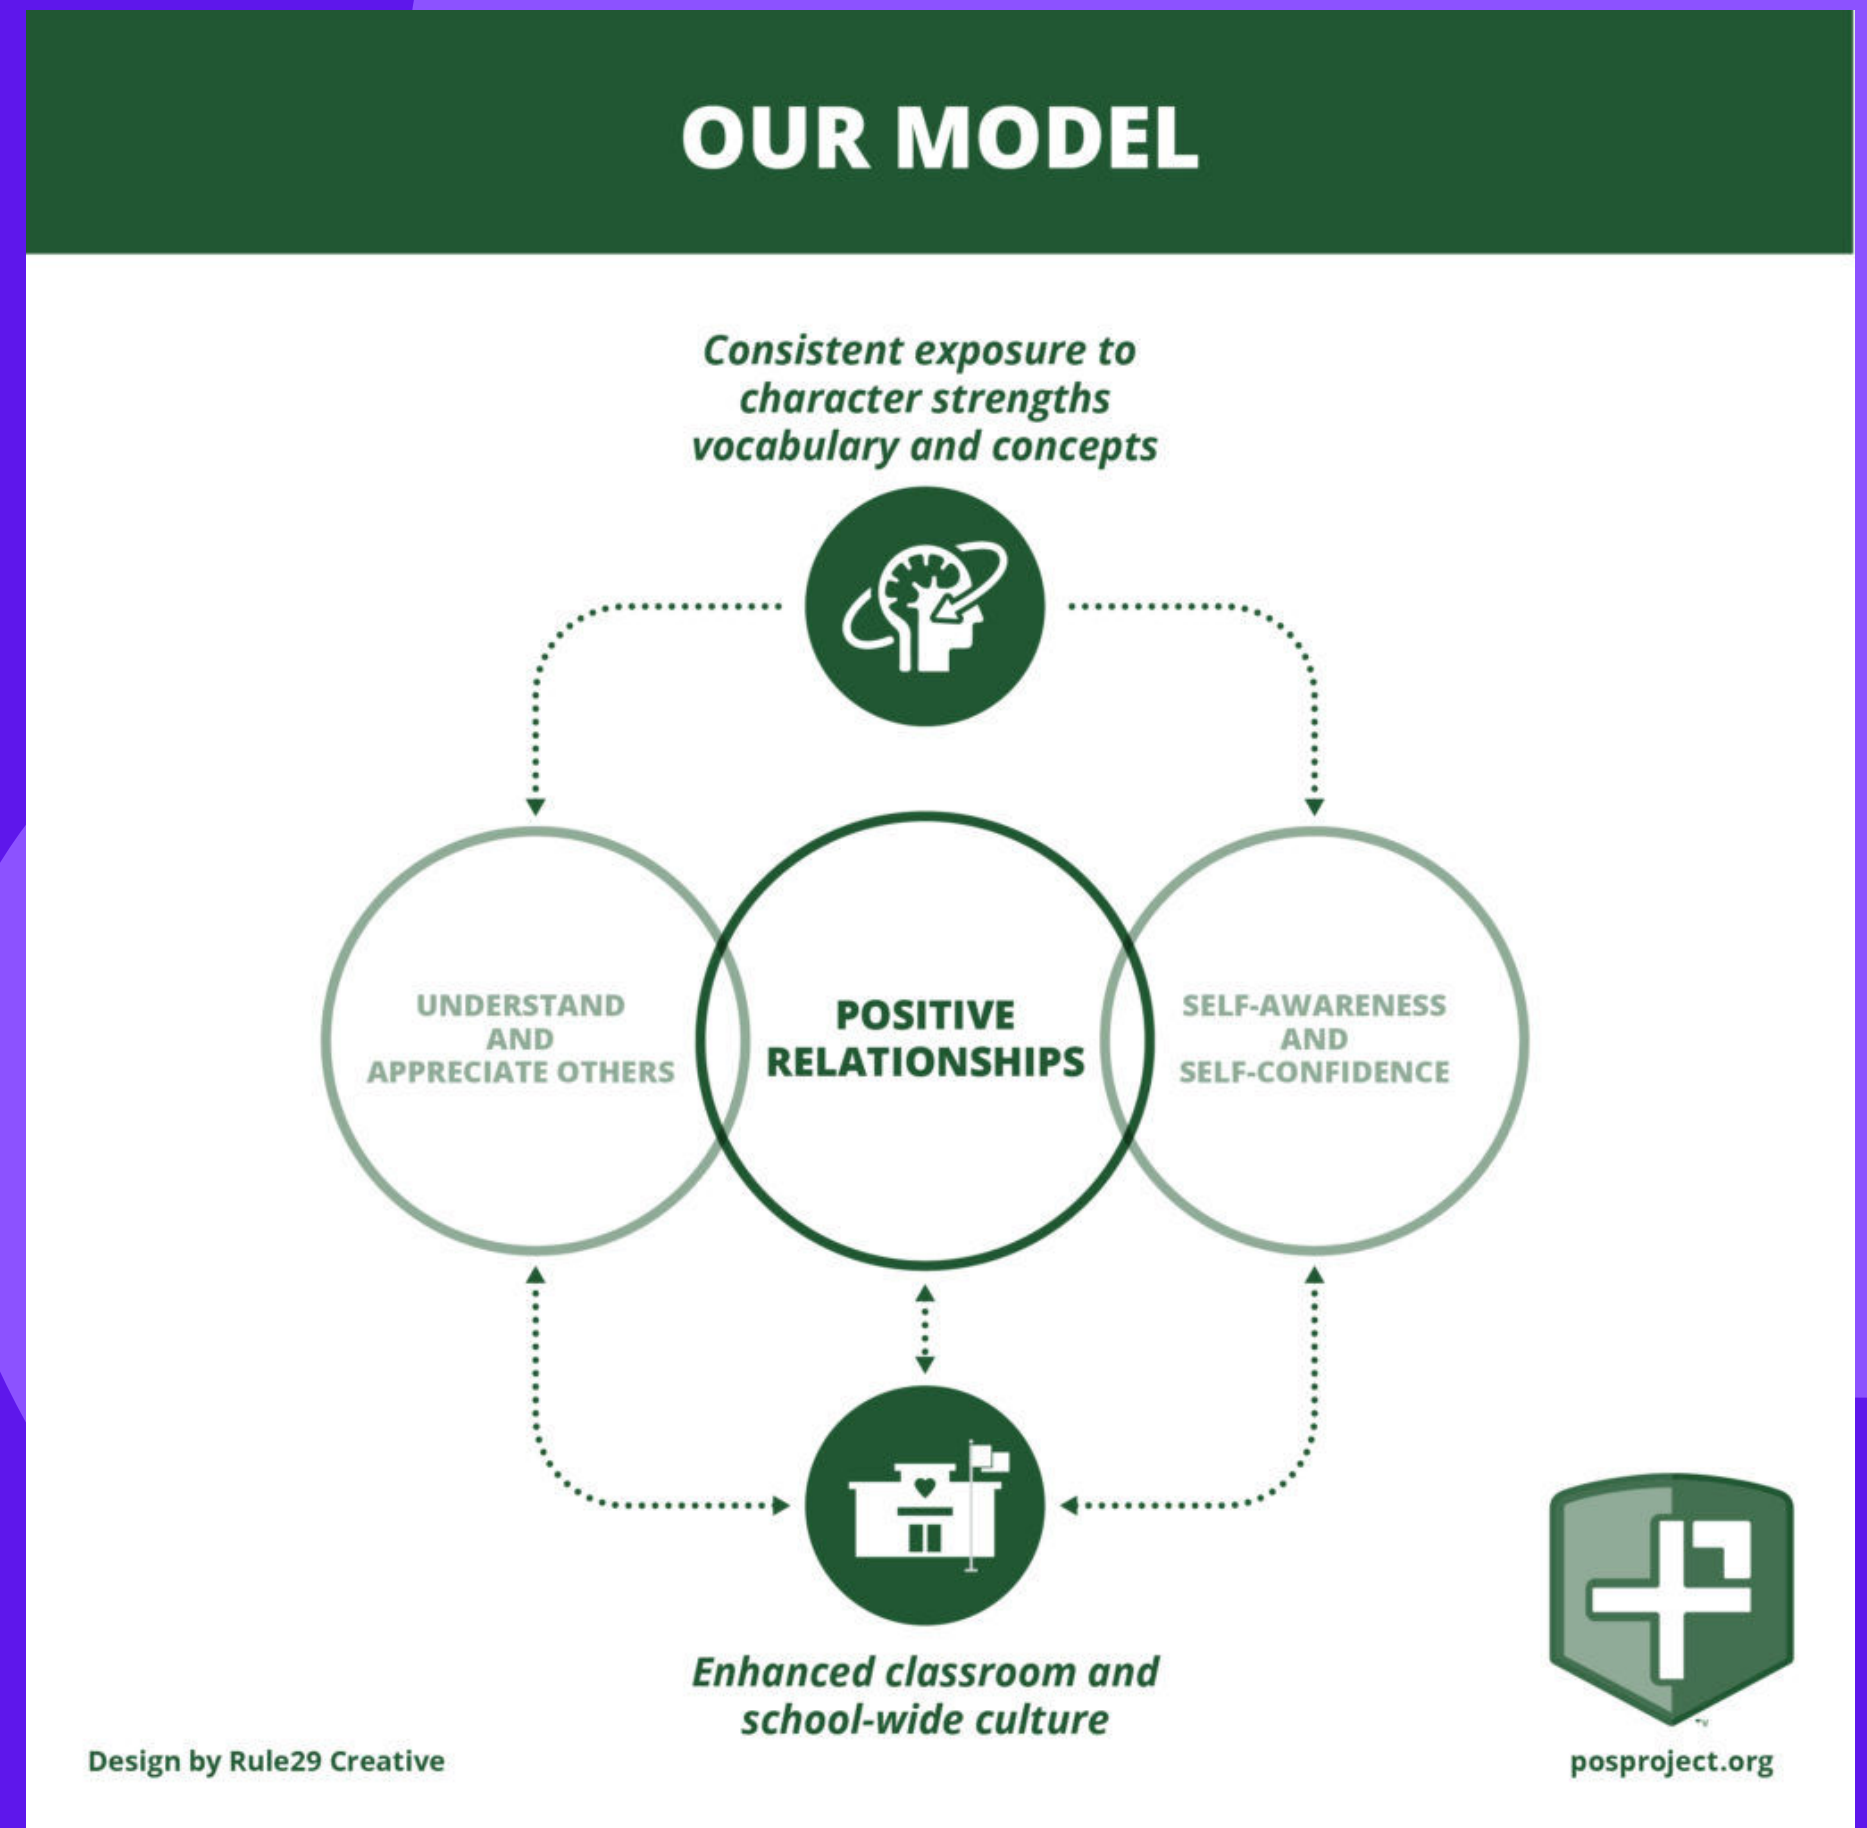 OUR MODEL
Consistent exposure to
character strengths
vocabulary and concepts
UNDERSTAND
AND
APPRECIATE OTHERS
POSITIVE
RELATIONSHIPS
SELF-AWARENESS
AND
SELF-CONFIDENCE
Enhanced classroom and
school-wide culture
Design by Rule29 Creative
TM
posproject.org